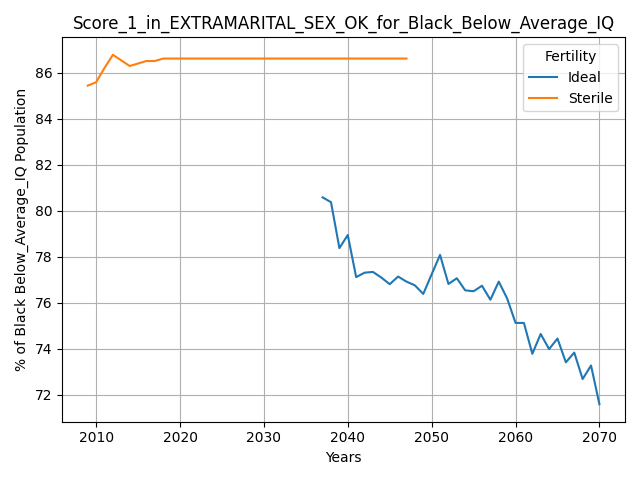 Score_1_in_EXTRAMARITAL_SEX_OK_for_Black_Below_Average_IQ
% of Black Below_Average_IQ Population
86
84
82
80
78
76
74
72
Fertility
Ideal
Sterile
2010 2020 2030 2040 2050 2060 2070
Years